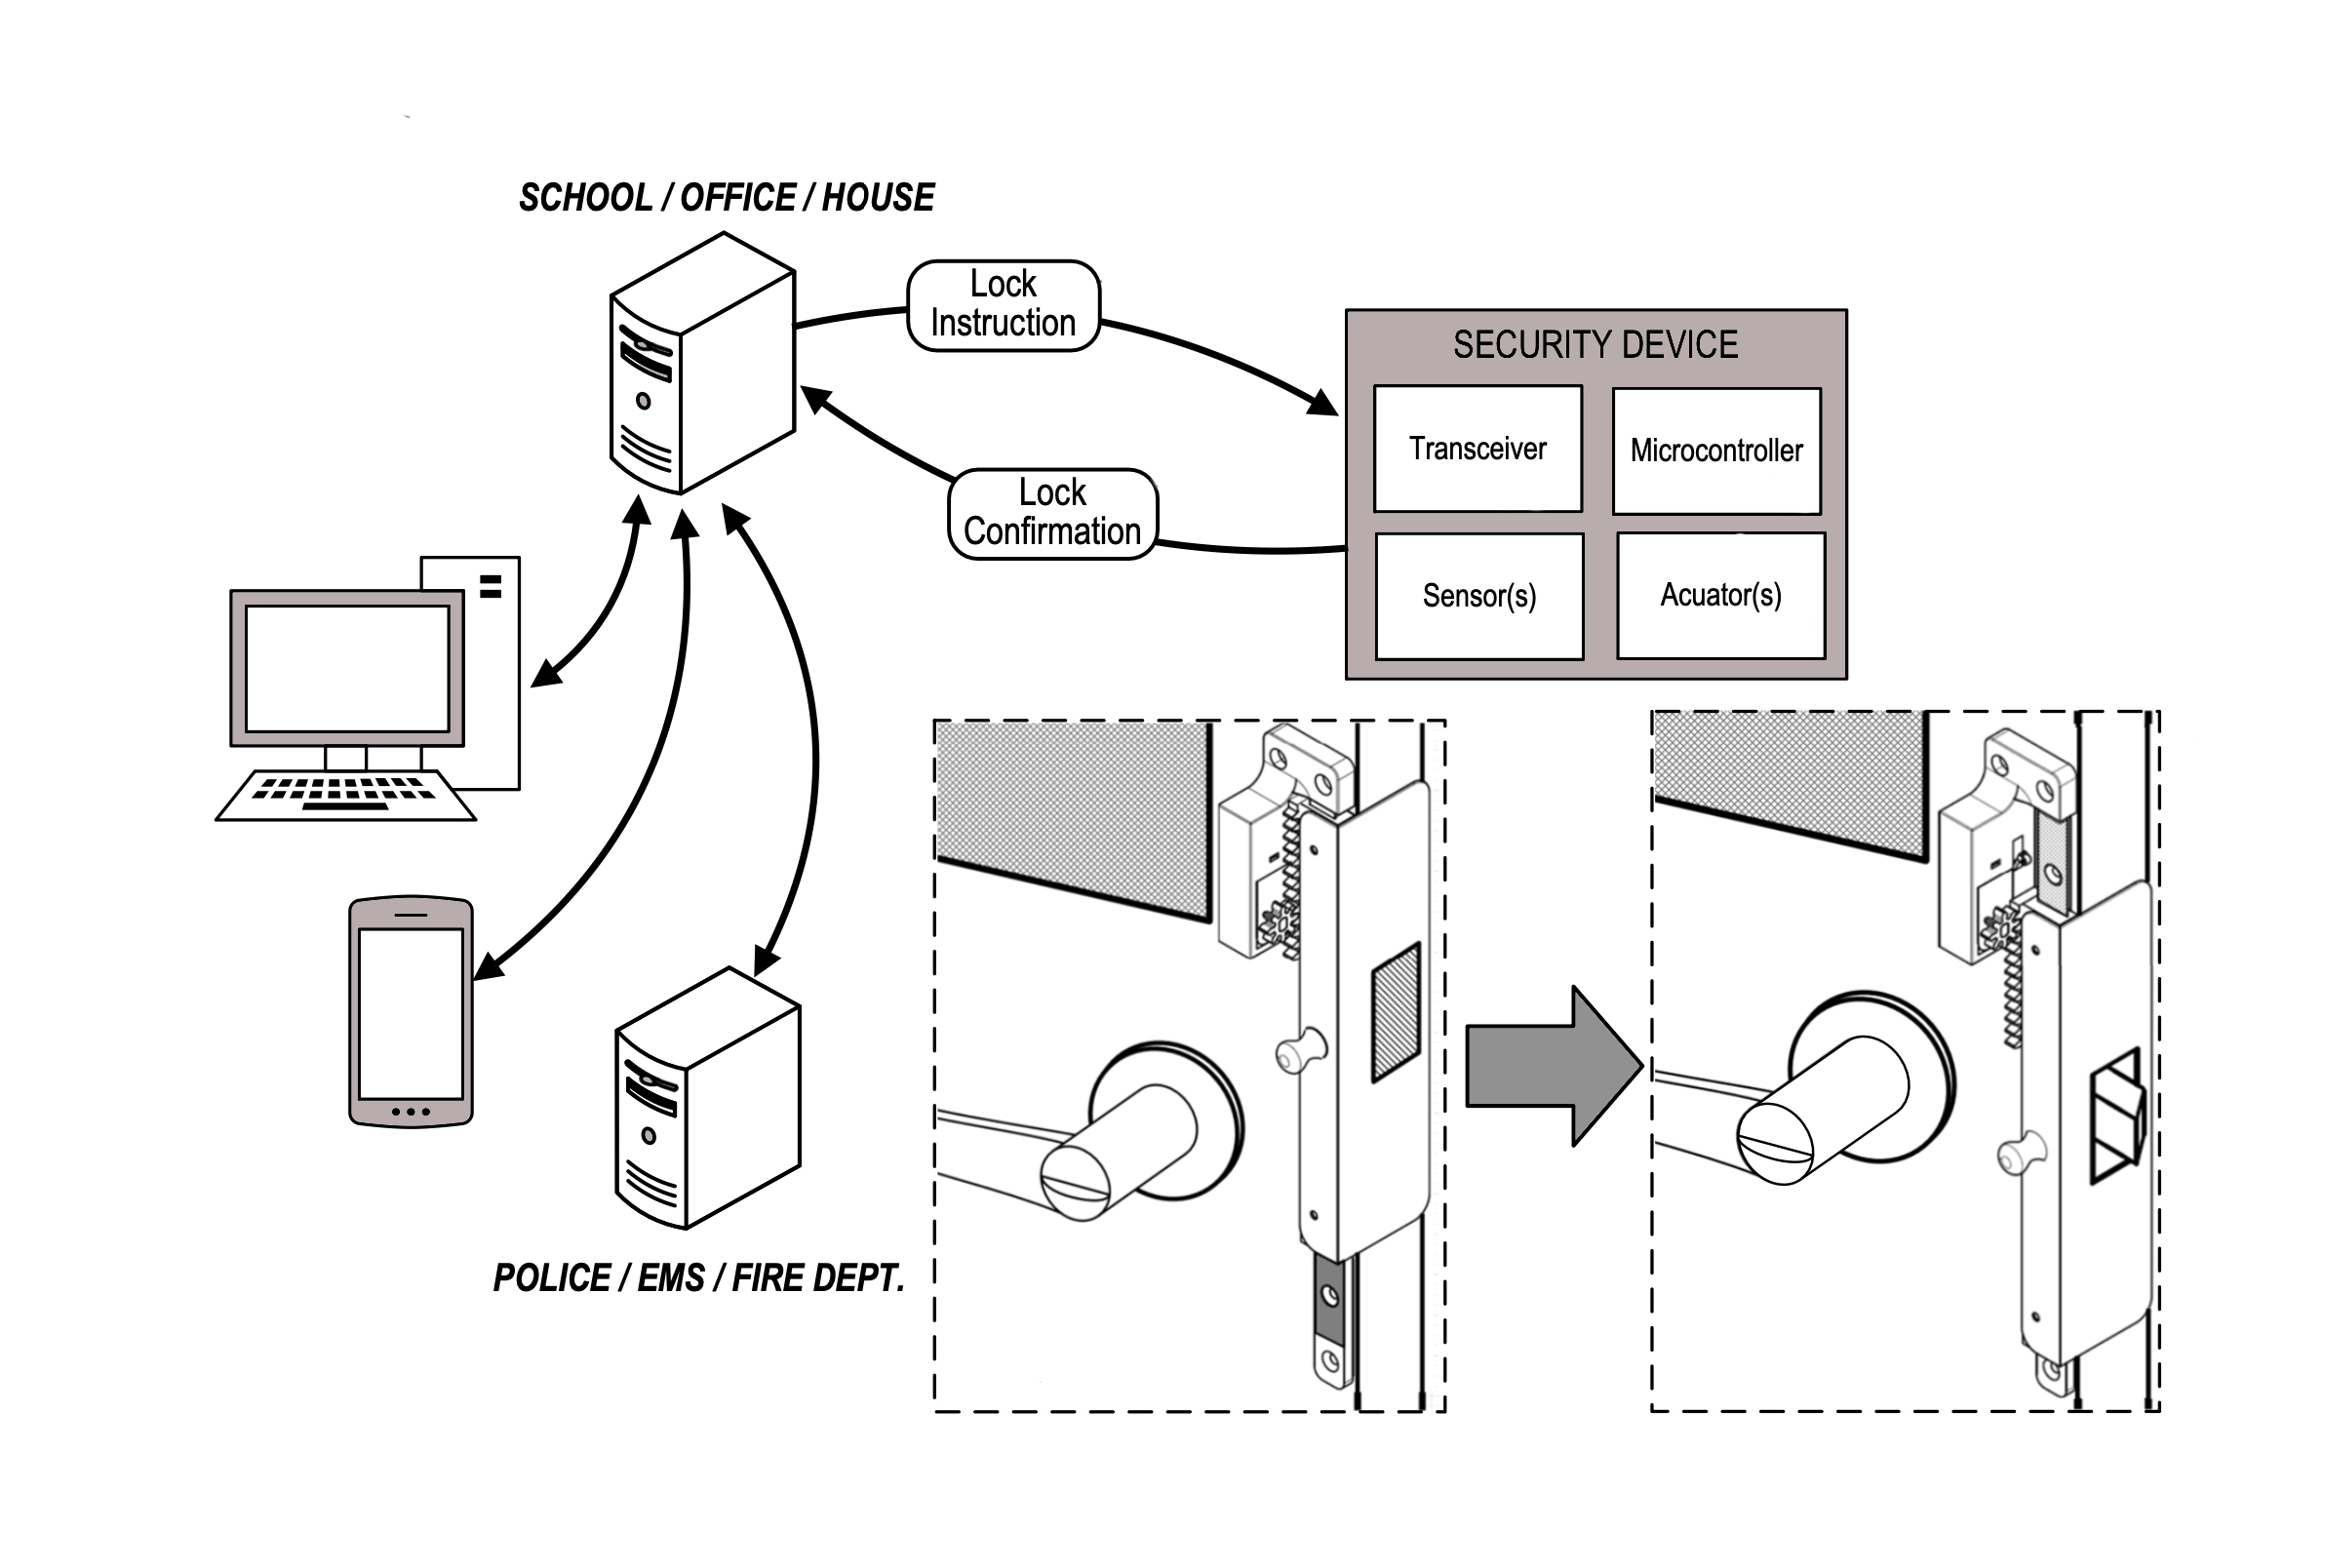 SCHOOL / OFFICE / HOUSE
Lock
Instruction
SECURITY DEVICE
Transceiver
Microcontroller
Lock
Confirmation
Sensor(s)
Acuator(s)
POLICE / EMS / FIRE DEPT.